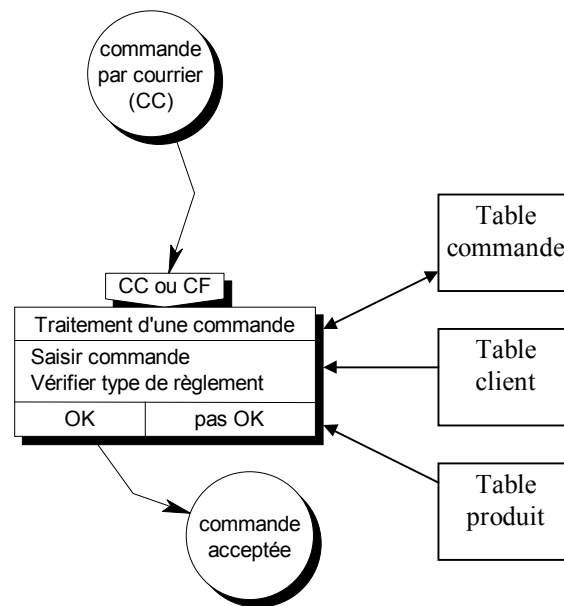 commande
par courrier
(CC)
CC ou CF
Traitement d'une commande
Saisir commande
Vérifier type de règlement
OK
pas OK
commande
acceptée
Table
commande
Table
client
Table
produit